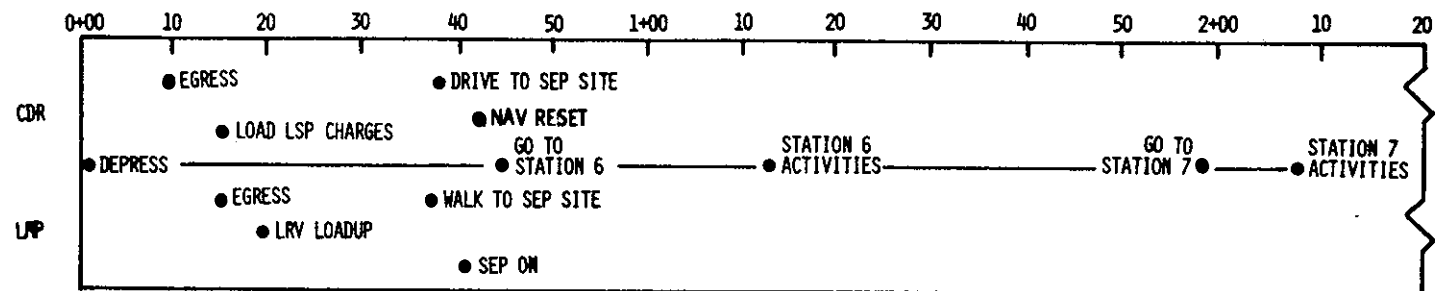 0+00 10 20 30 40 50 1+00 10 20 30 40 50 2+00 10 20
EGRESS DRIVE TO SEP SITE
CDR NAV RESET
LOAD LSP CHARGES
GO TO STATION 6 GO TO STATION 7
DEPRESS STATION 6 ACTIVITIES STATION 7 ACTIVITIES
EGRESS WALK TO SEP SITE
LMP LRV LOADUP
SEP ON